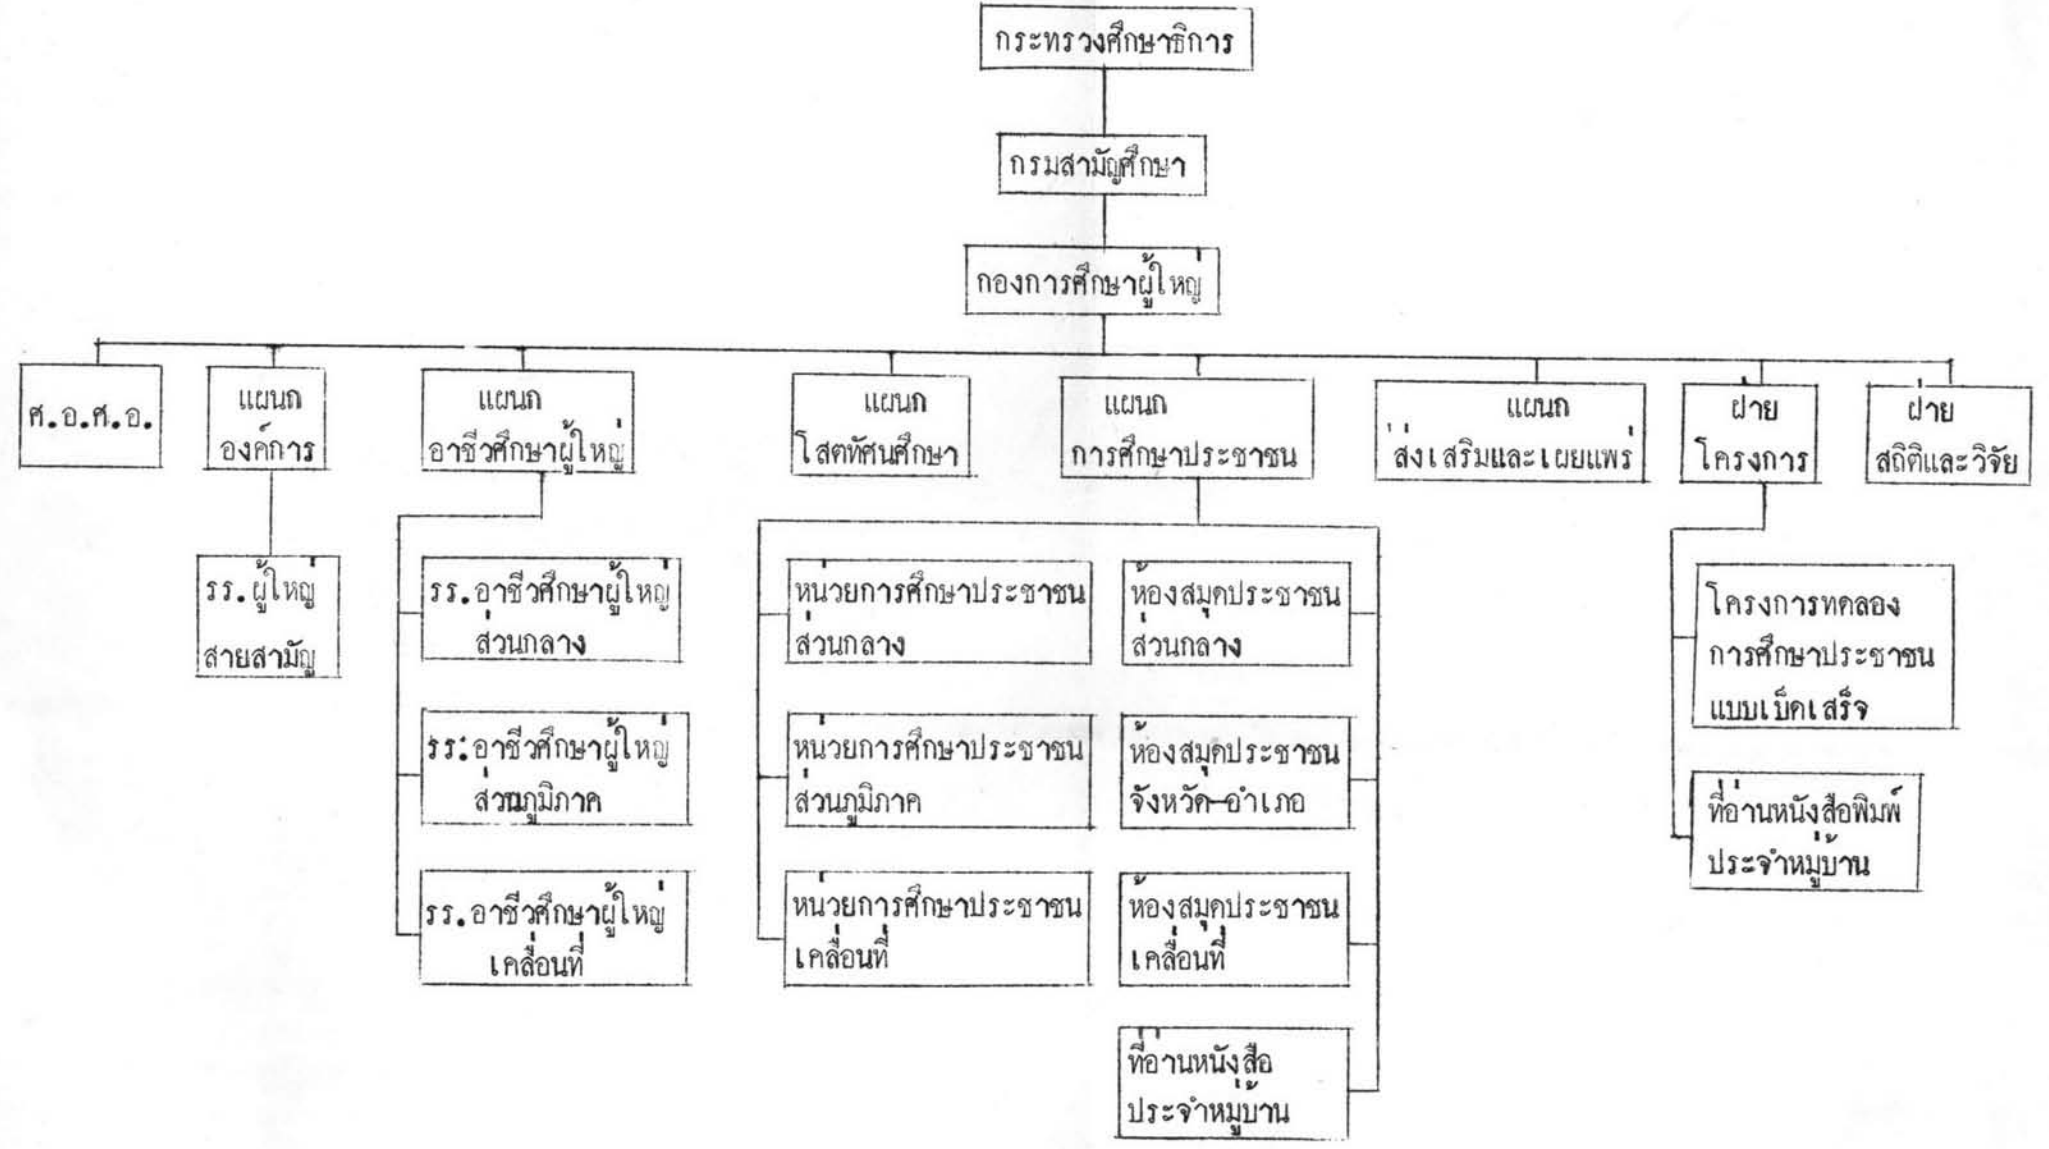 กระทรวงศึกษาธิการ
กรมสามัญศึกษา
กองการศึกษาผู้ใหญ่
ศ.อ.ศ.อ.
แผนก
องค์การ
แผนก
อาชีวศึกษาผู้ใหญ่
แผนก
โสตทัศนศึกษา
แผนก
การศึกษาประชาชน
แผนก
ส่งเสริมและเผยแพร่
ฝ่าย
โครงการ
ฝ่าย
สถิติและวิจัย
รร.ผู้ใหญ่
สายสามัญ
รร.อาชีวศึกษาผู้ใหญ่
ส่วนกลาง
รร.อาชีวศึกษาผู้ใหญ่
ส่วนภูมิภาค
รร.อาชีวศึกษาผู้ใหญ่
เคลื่อนที่
หน่วยการศึกษาประชาชน
ส่วนกลาง
หน่วยการศึกษาประชาชน
ส่วนภูมิภาค
หน่วยการศึกษาประชาชน
เคลื่อนที่
ห้องสมุดประชาชน
ส่วนกลาง
ห้องสมุดประชาชน
จังหวัด-อำเภอ
ห้องสมุดประชาชน
เคลื่อนที่
ที่อ่านหนังสือ
ประจำหมู่บ้าน
โครงการทดลอง
การศึกษาประชาชน
แบบเบ็ดเสร็จ
ที่อ่านหนังสือพิมพ์
ประจำหมู่บ้าน